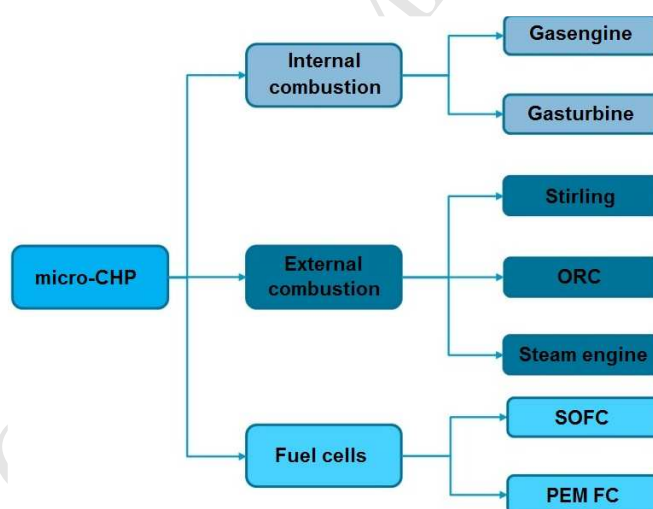 Gasengine
Internal
combustion
Gasturbine
Stirling
micro-CHP
External
combustion
ORC
Steam engine
SOFC
Fuel cells
PEM FC